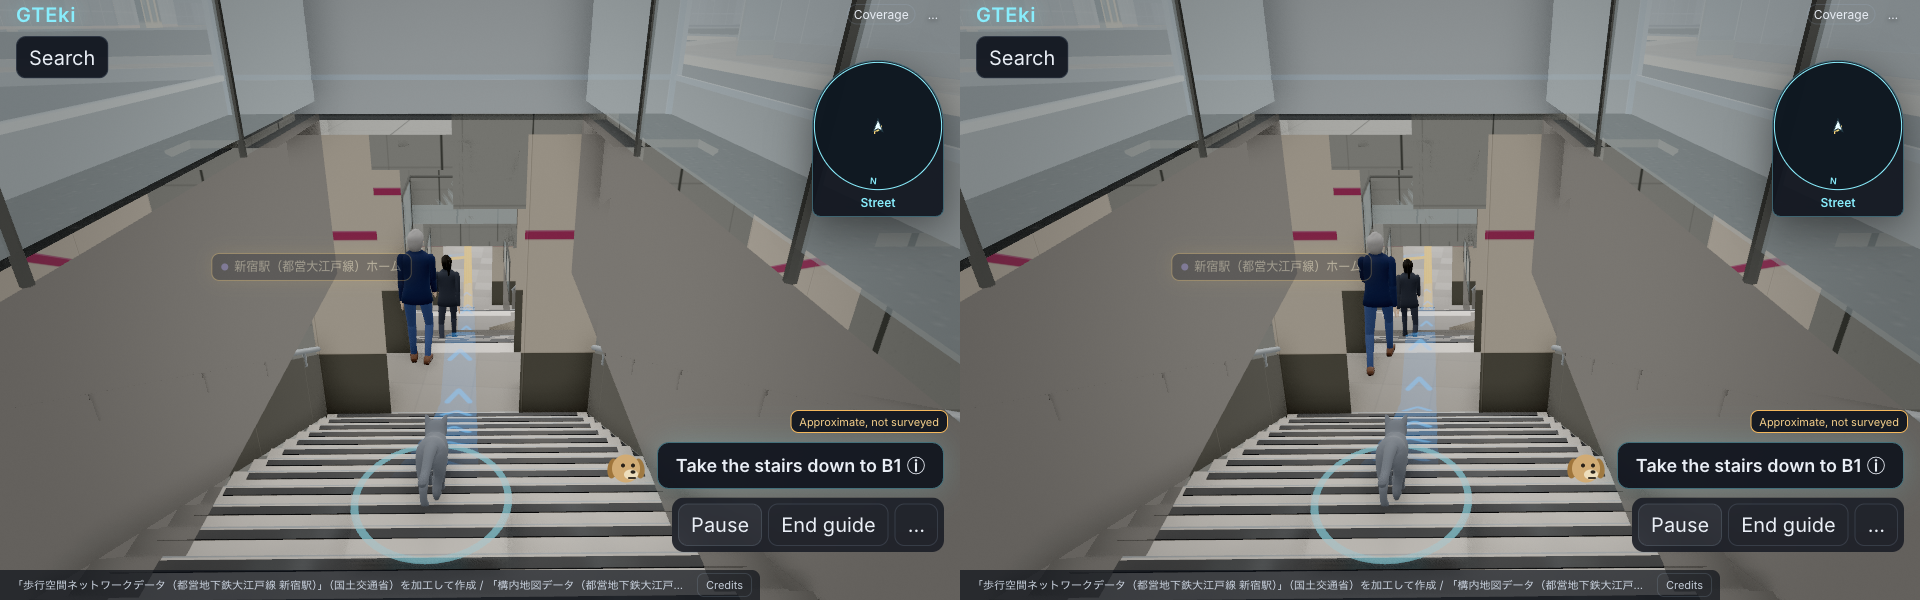 GTEki
Coverage
...
Search
N
Street
新宿駅（都営大江戸線）ホーム
Approximate, not surveyed
Take the stairs down to B1 ⓘ
Pause
End guide
...
「歩行空間ネットワークデータ（都営地下鉄大江戸線 新宿駅）」（国土交通省）を加工して作成 / 「構内地図データ（都営地下鉄大江戸...
Credits
GTEki
Coverage
...
Search
N
Street
新宿駅（都営大江戸線）ホーム
Approximate, not surveyed
Take the stairs down to B1 ⓘ
Pause
End guide
...
「歩行空間ネットワークデータ（都営地下鉄大江戸線 新宿駅）」（国土交通省）を加工して作成 / 「構内地図データ（都営地下鉄大江戸...
Credits